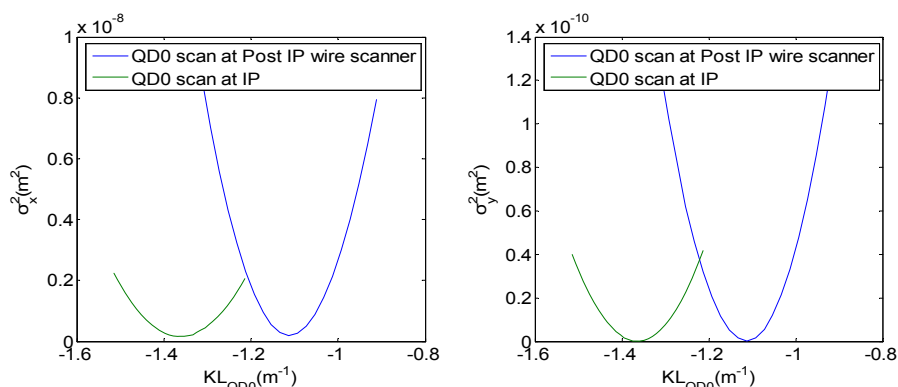 x 10^-8
1
0.8
0.6
0.4
0.2
0
σ_x^2(m^2)
QD0 scan at Post IP wire scanner
QD0 scan at IP
-1.6 -1.4 -1.2 -1 -0.8
KL_QD0(m^-1)
x 10^-10
1.4
1.2
1
0.8
0.6
0.4
0.2
0
σ_y^2(m^2)
QD0 scan at Post IP wire scanner
QD0 scan at IP
-1.6 -1.4 -1.2 -1 -0.8
KL_QD0(m^-1)